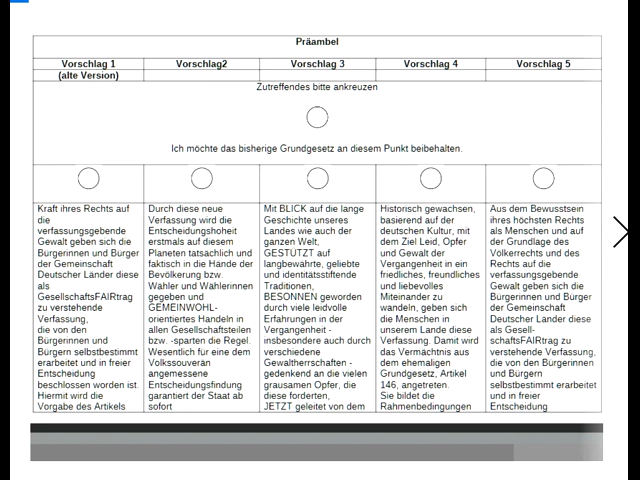 Präambel
Vorschlag 1
Vorschlag2
Vorschlag 3
Vorschlag 4
Vorschlag 5
(alte Version)
Zutreffendes bitte ankreuzen
Ich möchte das bisherige Grundgesetz an diesem Punkt beibehalten.
Kraft ihres Rechts auf
die
verfassungsgebende
Gewalt geben sich die
Bürgerinnen und Bürger
der Gemeinschaft
Deutscher Länder diese
als
GesellschaftsFAIRtrag
zu verstehende
Verfassung,
die von den
Bürgerinnen und
Bürgern selbstbestimmt
erarbeitet und in freier
Entscheidung
beschlossen worden ist.
Hiermit wird die
Vorgabe des Artikels
Durch diese neue
Verfassung wird die
Entscheidungshoheit
erstmals auf diesem
Planeten tatsächlich und
faktisch in die Hände der
Bevölkerung bzw.
Wähler und Wählerinnen
gegeben und
GEMEINWOHL-
orientiertes Handeln in
allen Gesellschaftsteilen
bzw. -sparten die Regel.
Wesentlich für eine dem
Volkssouverän
angemessene
Entscheidungsfindung
garantiert der Staat ab
sofort
Mit BLICK auf die lange
Geschichte unseres
Landes wie auch der
ganzen Welt,
GESTÜTZT auf
langbewährte, geliebte
und identitätsstiftende
Traditionen,
BESONNEN geworden
durch viele leidvolle
Erfahrungen in der
Vergangenheit -
insbesondere auch durch
verschiedene
Gewaltherrschaften -
gedenkend an die vielen
grausamen Opfer, die
diese forderten,
JETZT geleitet von dem
Historisch gewachsen,
basierend auf der
deutschen Kultur, mit
dem Ziel Leid, Opfer
und Gewalt der
Vergangenheit in ein
friedliches, freundliches
und liebevolles
Miteinander zu
wandeln, geben sich
die Menschen in
unserem Lande diese
Verfassung. Damit wird
das Vermächtnis aus
dem ehemaligen
Grundgesetz, Artikel
146, angetreten.
Sie bildet die
Rahmenbedingungen
Aus dem Bewusstsein
ihres höchsten Rechts
als Menschen und auf
der Grundlage des
Völkerrechts und des
Rechts auf die
verfassungsgebende
Gewalt geben sich die
Bürgerinnen und Bürger
der Gemeinschaft
Deutscher Länder diese
als Gesell-
schaftsFAIRtrag zu
verstehende Verfassung,
die von den Bürgerinnen
und Bürgern
selbstbestimmt erarbeitet
und in freier
Entscheidung